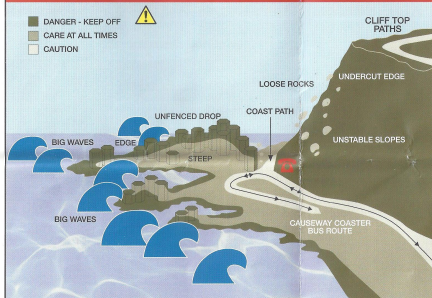 DANGER - KEEP OFF
CARE AT ALL TIMES
CAUTION
CLIFF TOP
PATHS
LOOSE ROCKS
UNDERCUT EDGE
UNFENCED DROP
COAST PATH
BIG WAVES
EDGE
STEEP
UNSTABLE SLOPES
BIG WAVES
CAUSEWAY COASTER
BUS ROUTE